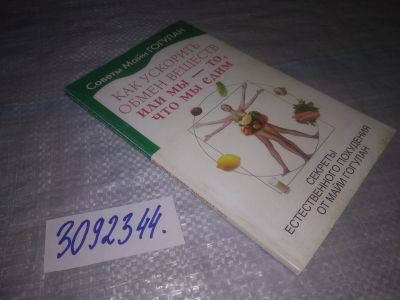 Советы Майи ГОГУЛАН
КАК УСКОРИТЬ
ОБМЕН ВЕЩЕСТВ
ИЛИ МЫ — ТО,
ЧТО МЫ ЕДИМ
СЕКРЕТЫ
ЕСТЕСТВЕННОГО ПОХУДЕНИЯ
ОТ МАЙИ ГОГУЛАН
3092344.